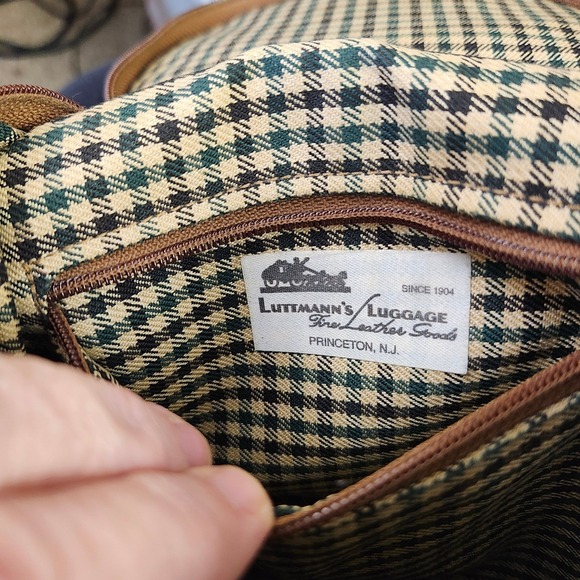 SINCE 1904
LUTTMANN'S LUGGAGE
Fine Leather Goods
PRINCETON, N.J.